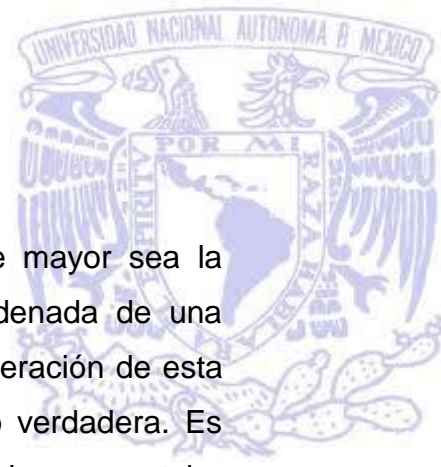 UNIVERSIDAD NACIONAL AUTONOMA D MEXICO
POR MI RAZA HABLARA
EL ESPIRITU
mayor sea la
denada de una
eración de esta
verdadera. Es